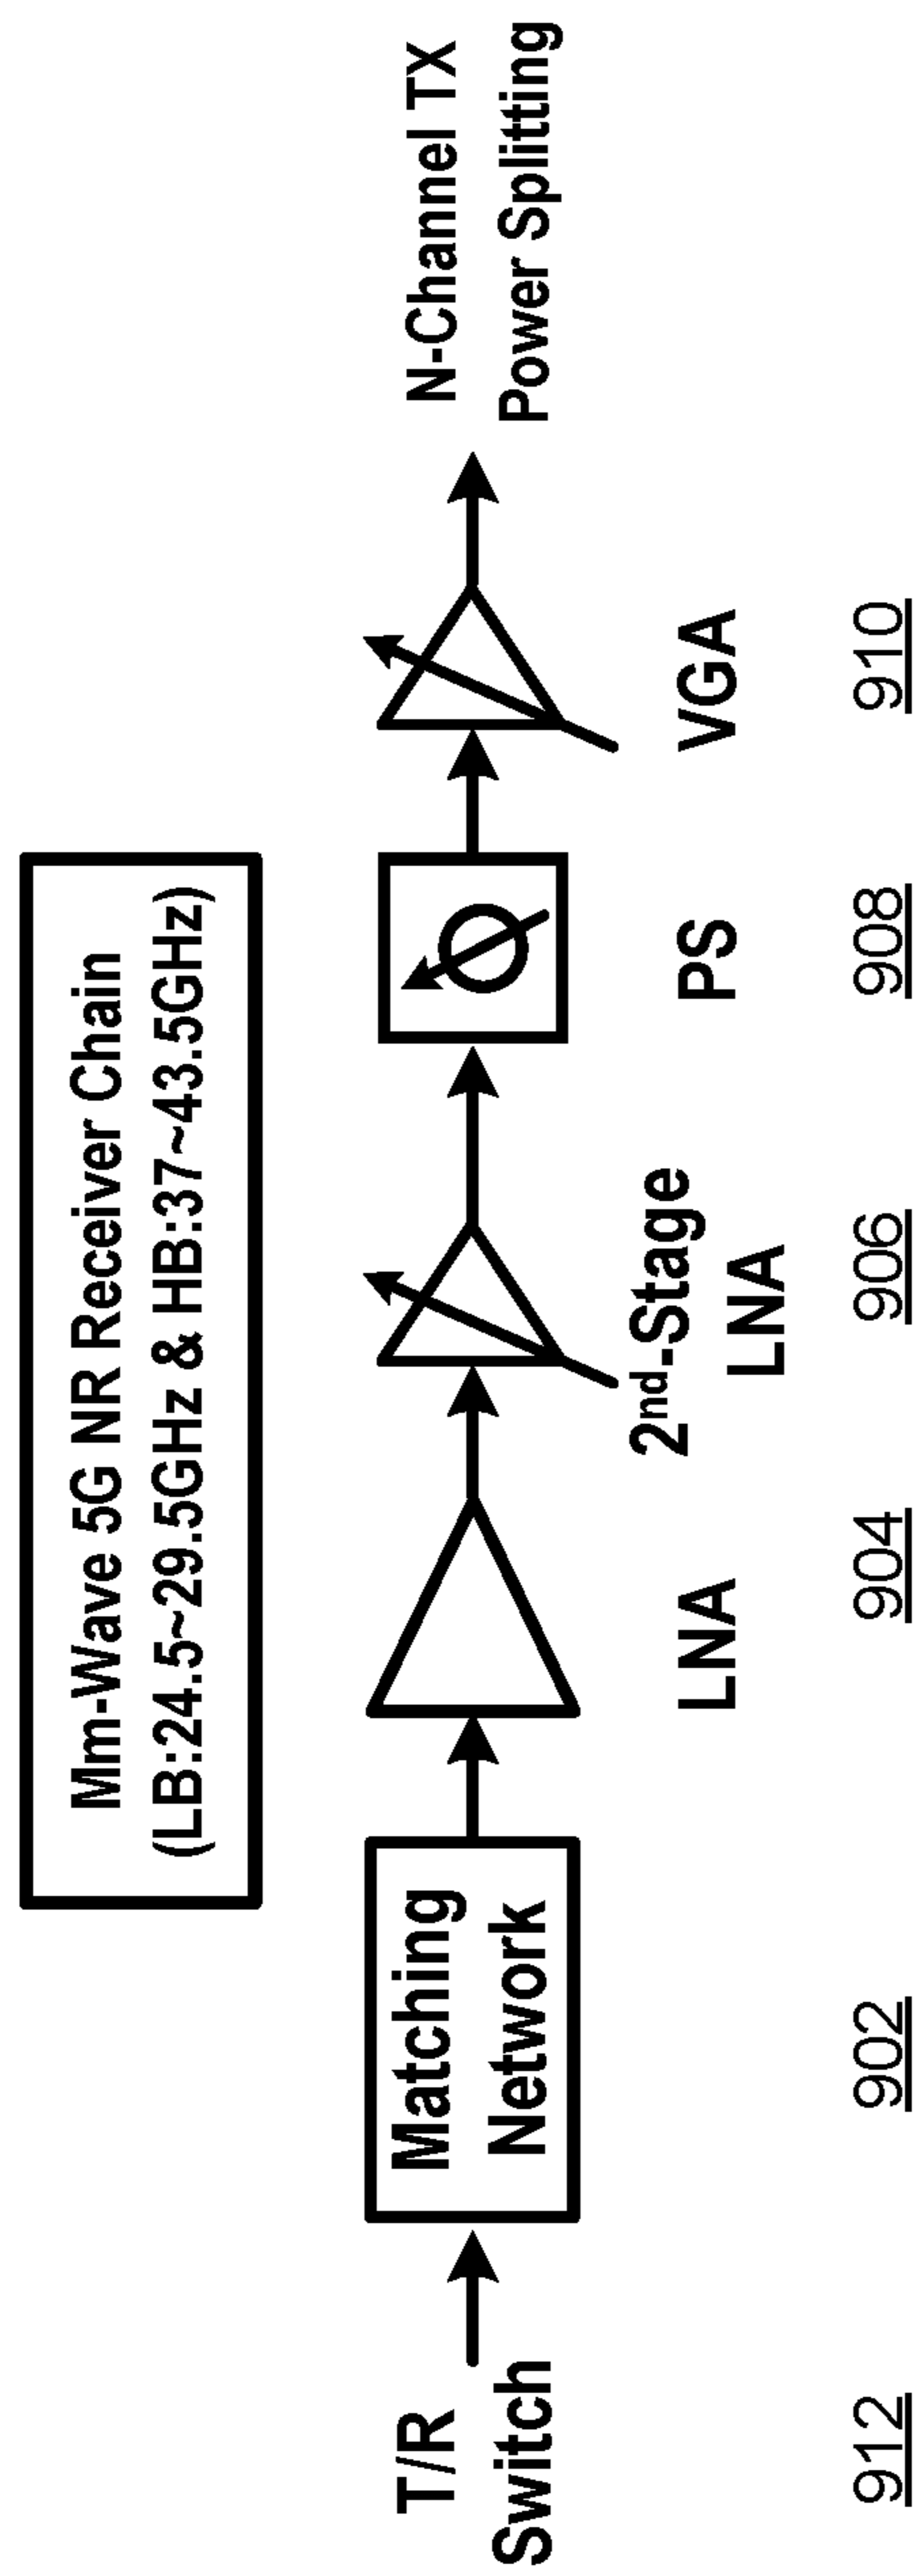 Mm-Wave 5G NR Receiver Chain
(LB:24.5~29.5GHz & HB:37~43.5GHz)
T/R
Switch
Matching
Network
N-Channel TX
Power Splitting
LNA
2nd-Stage
LNA
PS
VGA
912
902
904
906
908
910